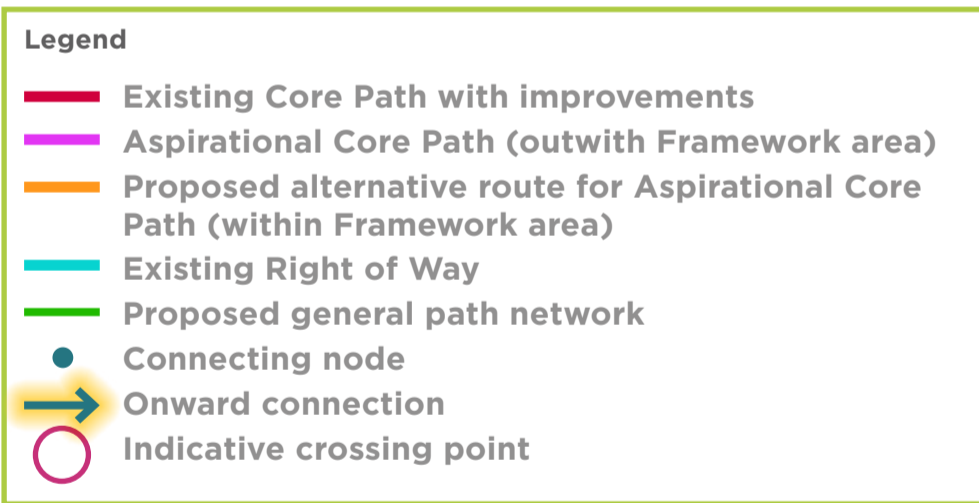 Legend
Existing Core Path with improvements
Aspirational Core Path (outwith Framework area)
Proposed alternative route for Aspirational Core
Path (within Framework area)
Existing Right of Way
Proposed general path network
Connecting node
Onward connection
Indicative crossing point